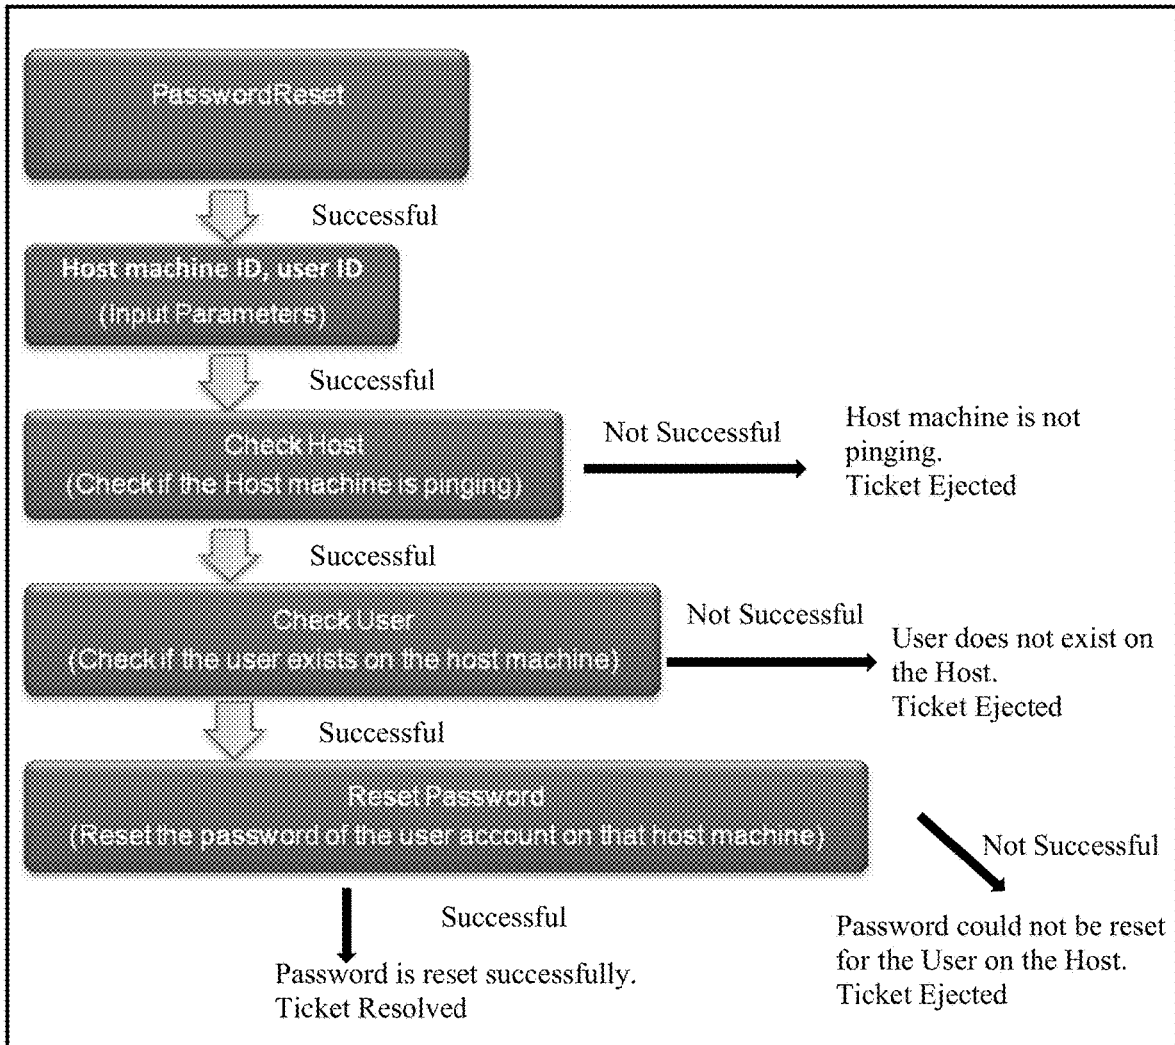 PasswordReset
Successful
Host machine ID, user ID
(Input Parameters)
Successful
Check Host
(Check if the Host machine is pinging)
Not Successful
Host machine is not
pinging.
Ticket Ejected
Successful
Check User
(Check if the user exists on the host machine)
Not Successful
User does not exist on
the Host.
Ticket Ejected
Successful
Reset Password
(Reset the password of the user account on that host machine)
Not Successful
Password could not be reset
for the User on the Host.
Ticket Ejected
Successful
Password is reset successfully.
Ticket Resolved